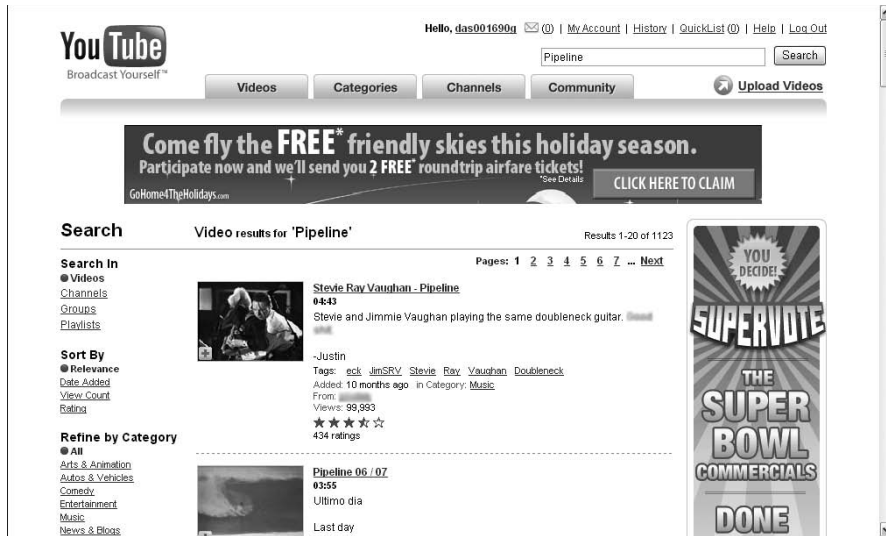 Hello, das001690g (0) | My Account | History | QuickList (0) | Help | Log Out
YouTube
Broadcast Yourself™
Pipeline Search
Videos Categories Channels Community Upload Videos
Come fly the FREE* friendly skies this holiday season.
Participate now and we'll send you 2 FREE* roundtrip airfare tickets!
*See Details
GoHome4TheHolidays.com
CLICK HERE TO CLAIM
Search
Video results for 'Pipeline'
Results 1-20 of 1123
Pages: 1 2 3 4 5 6 7 ... Next
Search In
Videos
Channels
Groups
Playlists
Sort By
Relevance
Date Added
View Count
Rating
Refine by Category
All
Arts & Animation
Autos & Vehicles
Comedy
Entertainment
Music
News & Blogs
Stevie Ray Vaughan - Pipeline
04:43
Stevie and Jimmie Vaughan playing the same doubleneck guitar.
-Justin
Tags: eck JimSRV Stevie Ray Vaughan Doubleneck
Added: 10 months ago in Category: Music
From:
Views: 99,993
434 ratings
Pipeline 06 / 07
03:55
Ultimo dia
Last day
YOU
DECIDE!
SUPERVOTE
THE
SUPER
BOWL
COMMERCIALS
DONE